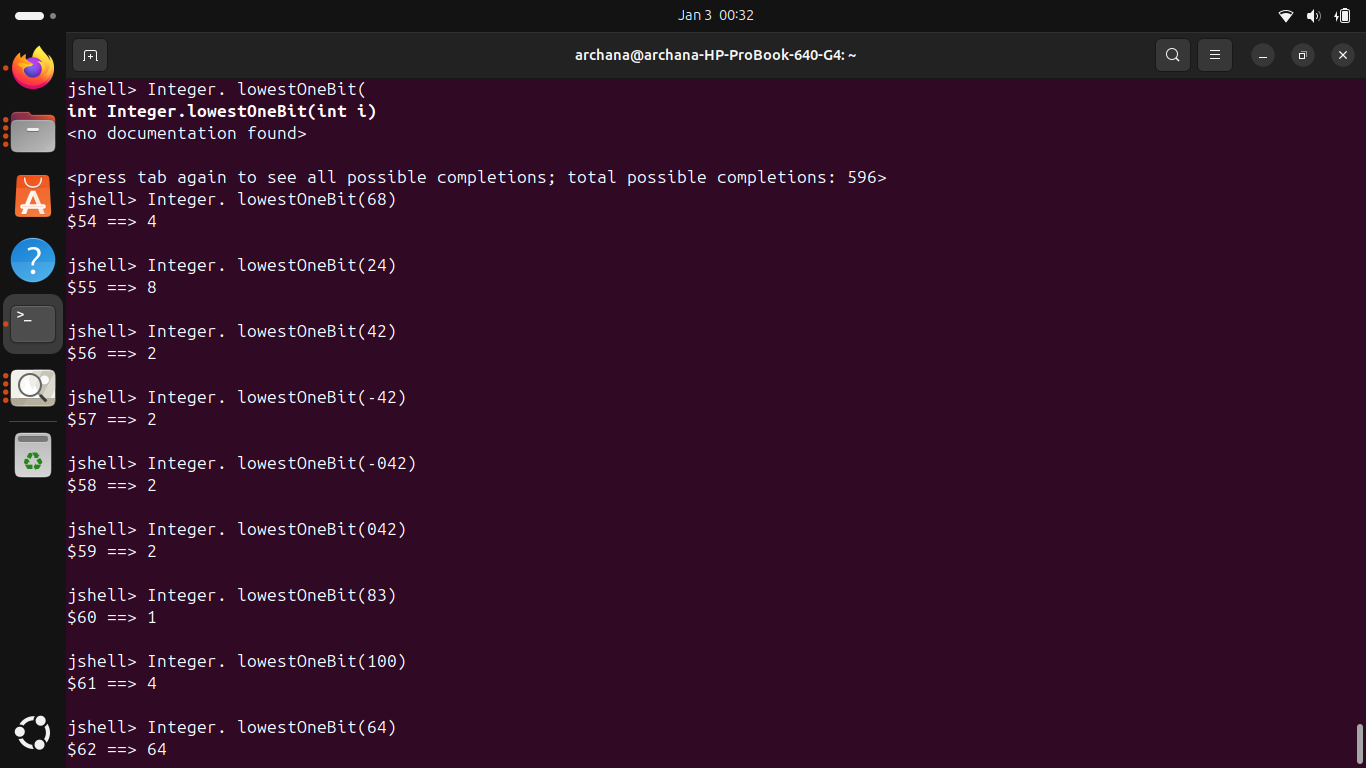 Jan 3 00:32
archana@archana-HP-ProBook-640-G4: ~
jshell> Integer. lowestOneBit(
int Integer.lowestOneBit(int i)
<no documentation found>
<press tab again to see all possible completions; total possible completions: 596>
jshell> Integer. lowestOneBit(68)
$54 ==> 4
jshell> Integer. lowestOneBit(24)
$55 ==> 8
jshell> Integer. lowestOneBit(42)
$56 ==> 2
jshell> Integer. lowestOneBit(-42)
$57 ==> 2
jshell> Integer. lowestOneBit(-042)
$58 ==> 2
jshell> Integer. lowestOneBit(042)
$59 ==> 2
jshell> Integer. lowestOneBit(83)
$60 ==> 1
jshell> Integer. lowestOneBit(100)
$61 ==> 4
jshell> Integer. lowestOneBit(64)
$62 ==> 64